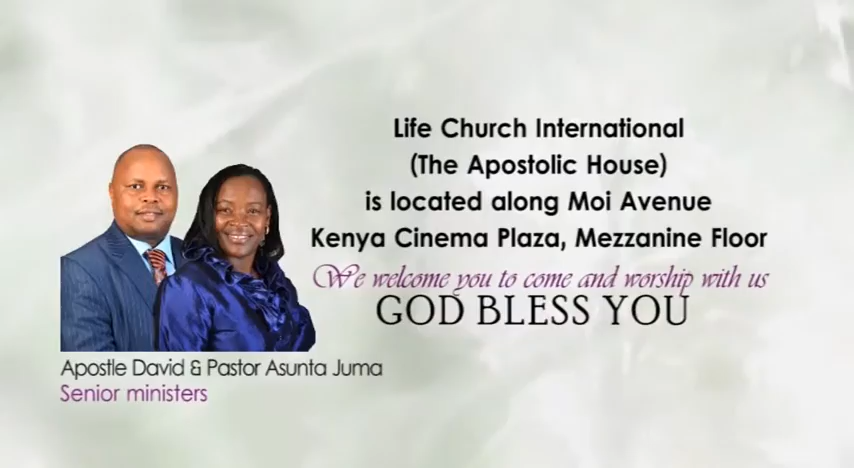 Life Church International
(The Apostolic House)
is located along Moi Avenue
Kenya Cinema Plaza, Mezzanine Floor
We welcome you to come and worship with us
GOD BLESS YOU
Apostle David & Pastor Asunta Juma
Senior ministers